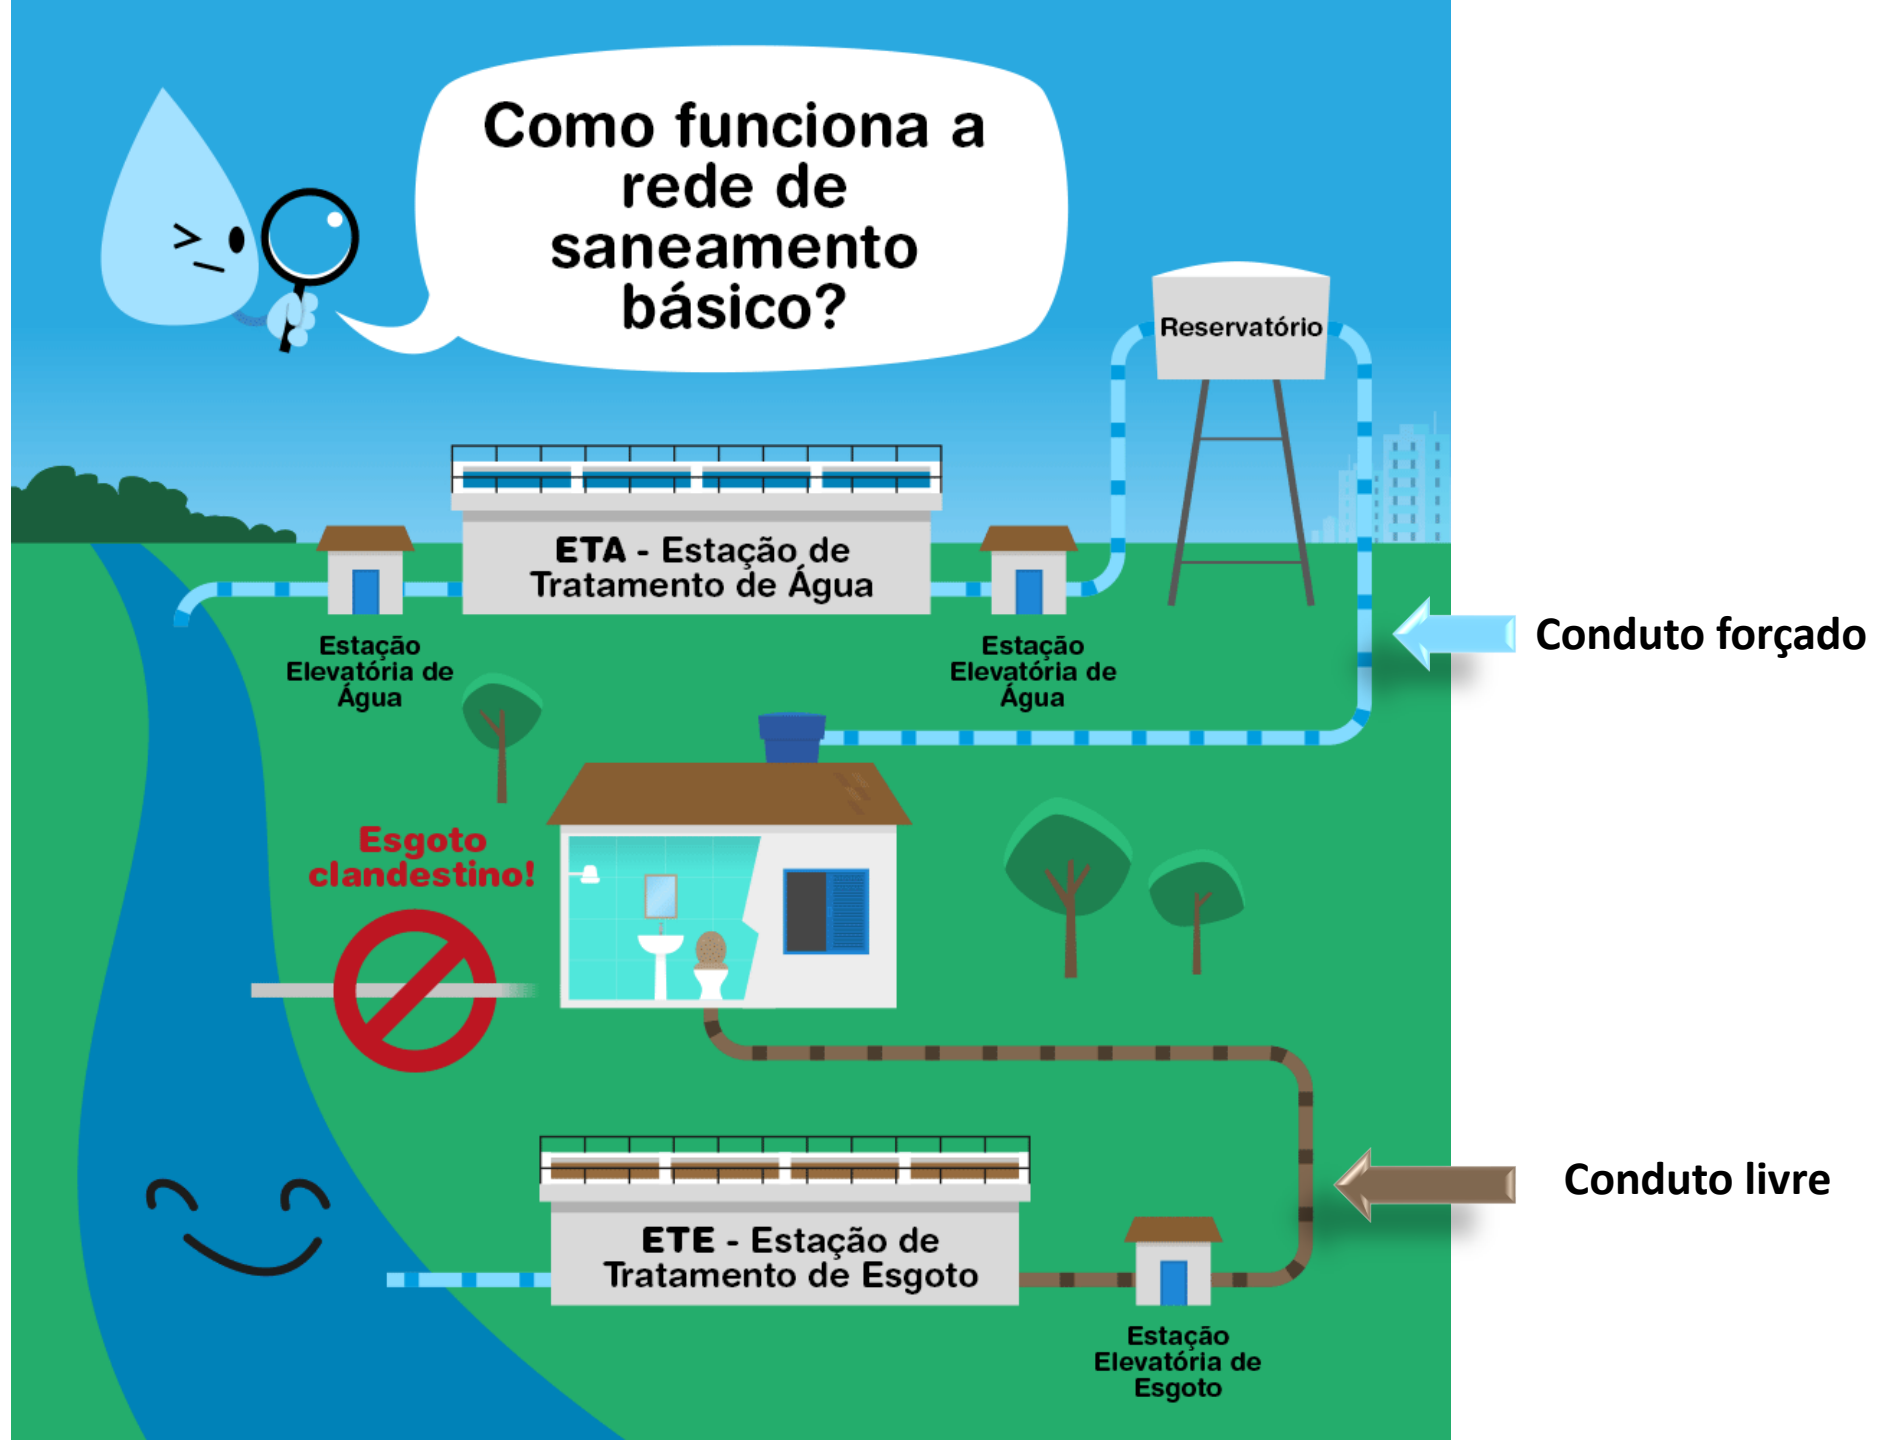 Como funciona a
rede de
saneamento
básico?
Reservatório
ETA - Estação de
Tratamento de Água
Estação
Elevatória de
Água
Estação
Elevatória de
Água
Conduto forçado
Esgoto
clandestino!
Conduto livre
ETE - Estação de
Tratamento de Esgoto
Estação
Elevatória de
Esgoto